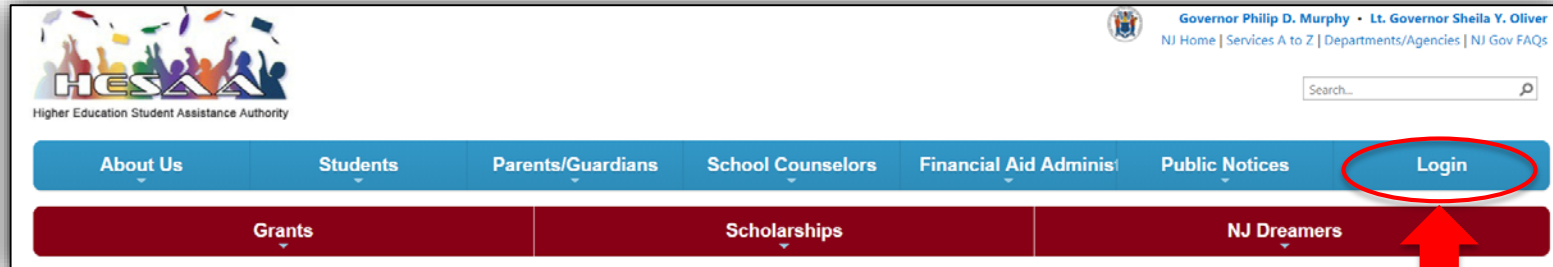 Governor Philip D. Murphy • Lt. Governor Sheila Y. Oliver
NJ Home | Services A to Z | Departments/Agencies | NJ Gov FAQs
HESAA
Higher Education Student Assistance Authority
Search...
About Us Students Parents/Guardians School Counselors Financial Aid Adminis Public Notices Login
Grants Scholarships NJ Dreamers